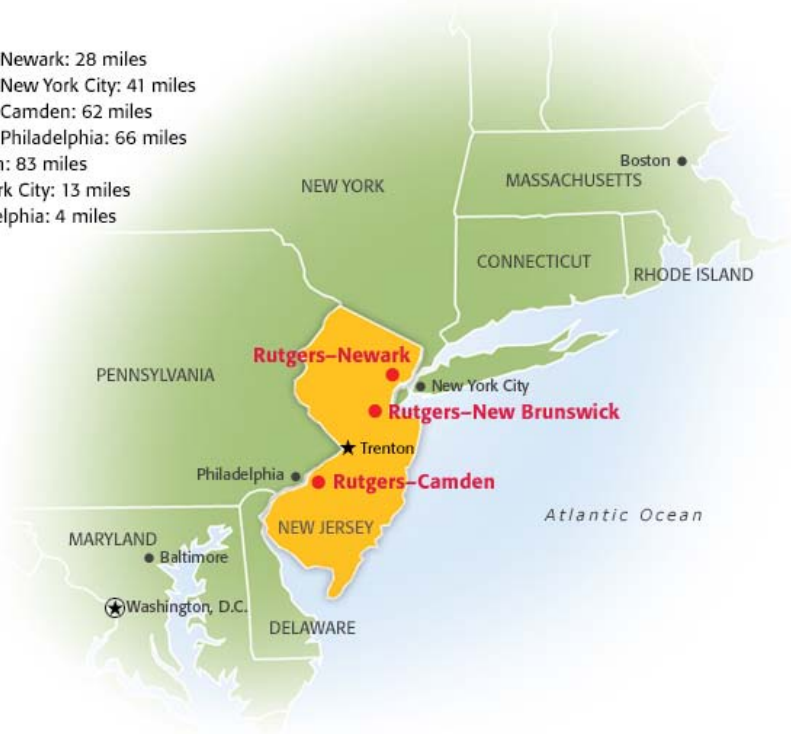 Newark: 28 miles
New York City: 41 miles
Camden: 62 miles
Philadelphia: 66 miles
: 83 miles
City: 13 miles
: 4 miles
Boston
NEW YORK
MASSACHUSETTS
CONNECTICUT
RHODE ISLAND
Rutgers–Newark
PENNSYLVANIA
New York City
Rutgers–New Brunswick
Trenton
Philadelphia
Rutgers–Camden
Atlantic Ocean
NEW JERSEY
MARYLAND
Baltimore
Washington, D.C.
DELAWARE